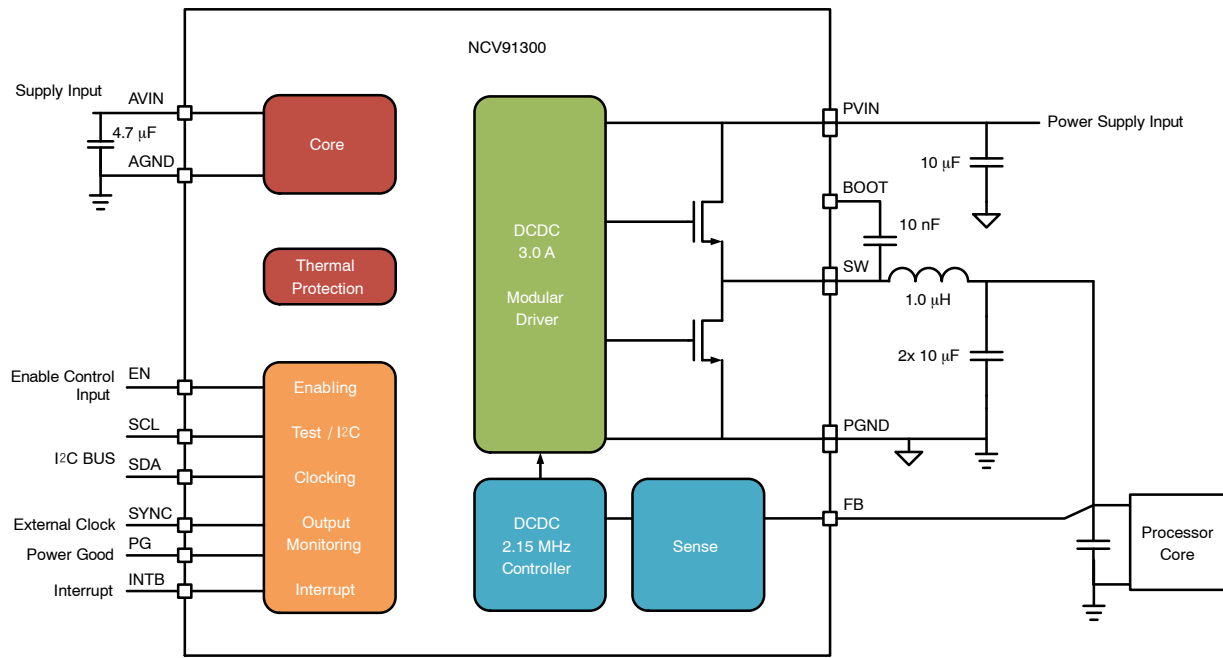 NCV91300
Supply Input
AVIN
4.7 μF
AGND
Core
Thermal
Protection
Enable Control
Input
EN
SCL
I²C BUS
SDA
External Clock
SYNC
Power Good
PG
Interrupt
INTB
Enabling
Test / I²C
Clocking
Output
Monitoring
Interrupt
DCDC
3.0 A
Modular
Driver
DCDC
2.15 MHz
Controller
Sense
PVIN
Power Supply Input
10 μF
BOOT
10 nF
SW
1.0 μH
2x 10 μF
PGND
FB
Processor
Core